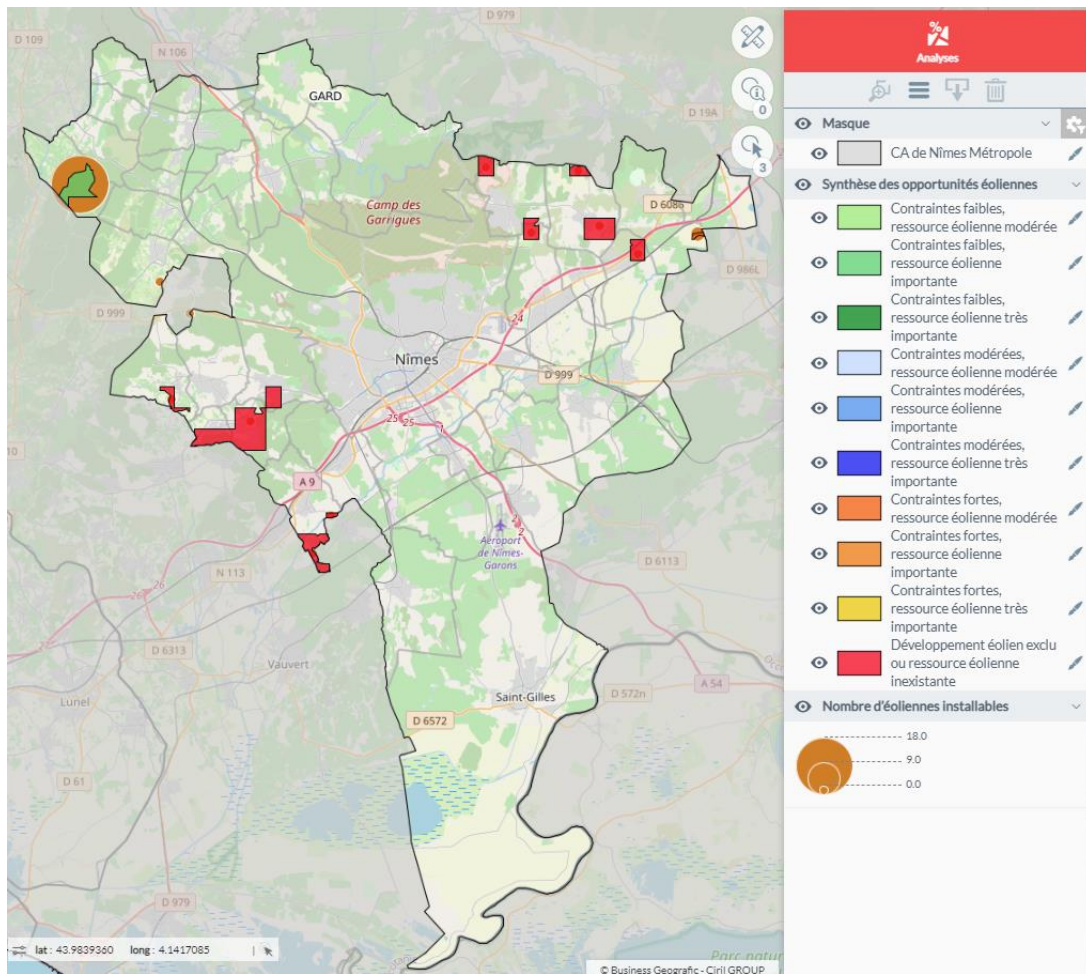 D 979
D 109
N 106
GARD
D 19A
Camp des
Garrigues
D 6086
D 986L
D 999
24
Nîmes
D 999
25
25
1
A 9
2
Aéroport
de Nîmes-
Garons
N 113
D 6113
26
D 6313
Vauvert
Lunel
A 54
Saint-Gilles
D 572n
D 6572
D 61
D 979
Parc natur
lat : 43.9839360 long : 4.1417085
© Business Geografic - Ciril GROUP
0
3
%
Analyses
Masque
CA de Nîmes Métropole
Synthèse des opportunités éoliennes
Contraintes faibles,
ressource éolienne modérée
Contraintes faibles,
ressource éolienne
importante
Contraintes faibles,
ressource éolienne très
importante
Contraintes modérées,
ressource éolienne modérée
Contraintes modérées,
ressource éolienne
importante
Contraintes modérées,
ressource éolienne très
importante
Contraintes fortes,
ressource éolienne modérée
Contraintes fortes,
ressource éolienne
importante
Contraintes fortes,
ressource éolienne très
importante
Développement éolien exclu
ou ressource éolienne
inexistante
Nombre d'éoliennes installables
18.0
9.0
0.0